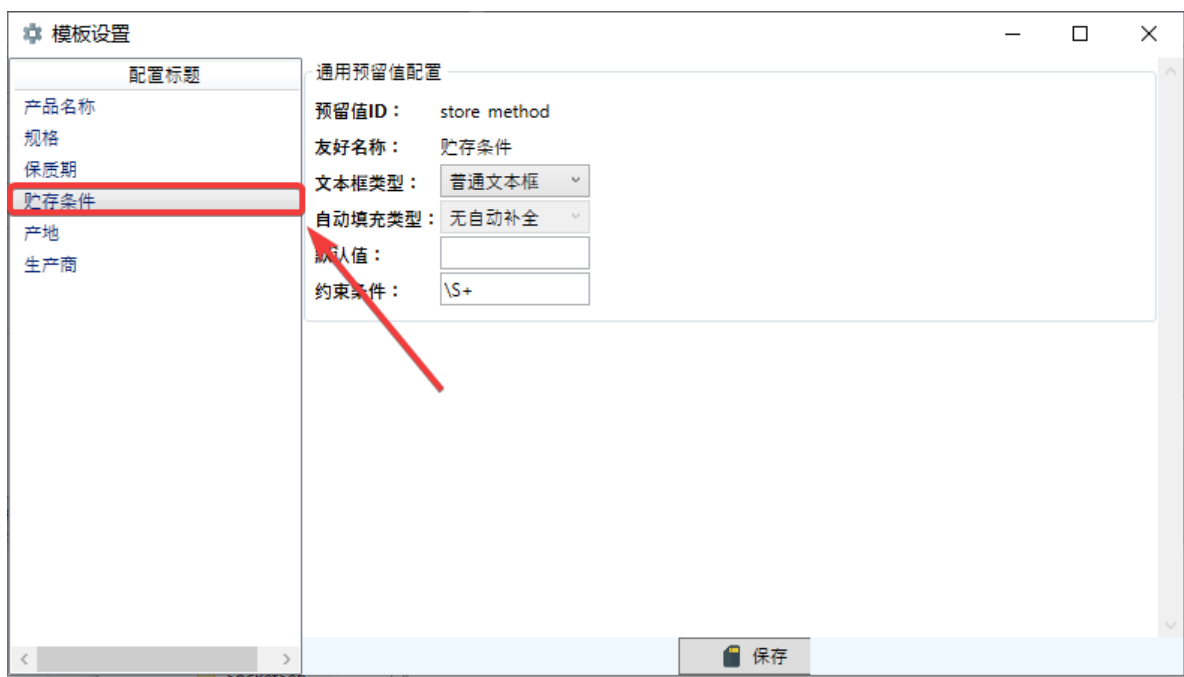 模板设置
配置标题
产品名称
规格
保质期
贮存条件
产地
生产商
通用预留值配置
预留值ID： store method
友好名称： 贮存条件
文本框类型： 普通文本框
自动填充类型： 无自动补全
默认值：
约束条件： \S+
保存